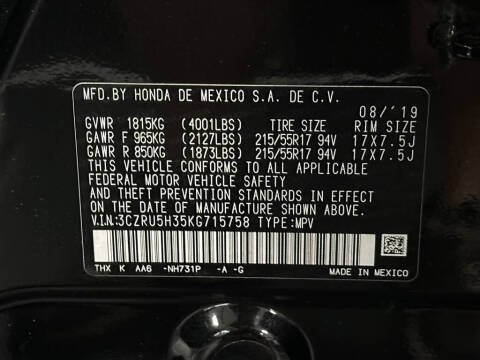 MFD.BY HONDA DE MEXICO S.A. DE C.V.
08/'19
GVWR 1815KG (4001LBS) TIRE SIZE RIM SIZE
GAWR F 965KG (2127LBS) 215/55R17 94V 17X7.5J
GAWR R 850KG (1873LBS) 215/55R17 94V 17X7.5J
THIS VEHICLE CONFORMS TO ALL APPLICABLE
FEDERAL MOTOR VEHICLE SAFETY
AND THEFT PREVENTION STANDARDS IN EFFECT
ON THE DATE OF MANUFACTURE SHOWN ABOVE.
V.I.N:3CZRU5H35KG715758 TYPE:MPV
THX K AA6 -NH731P -A -G
MADE IN MEXICO